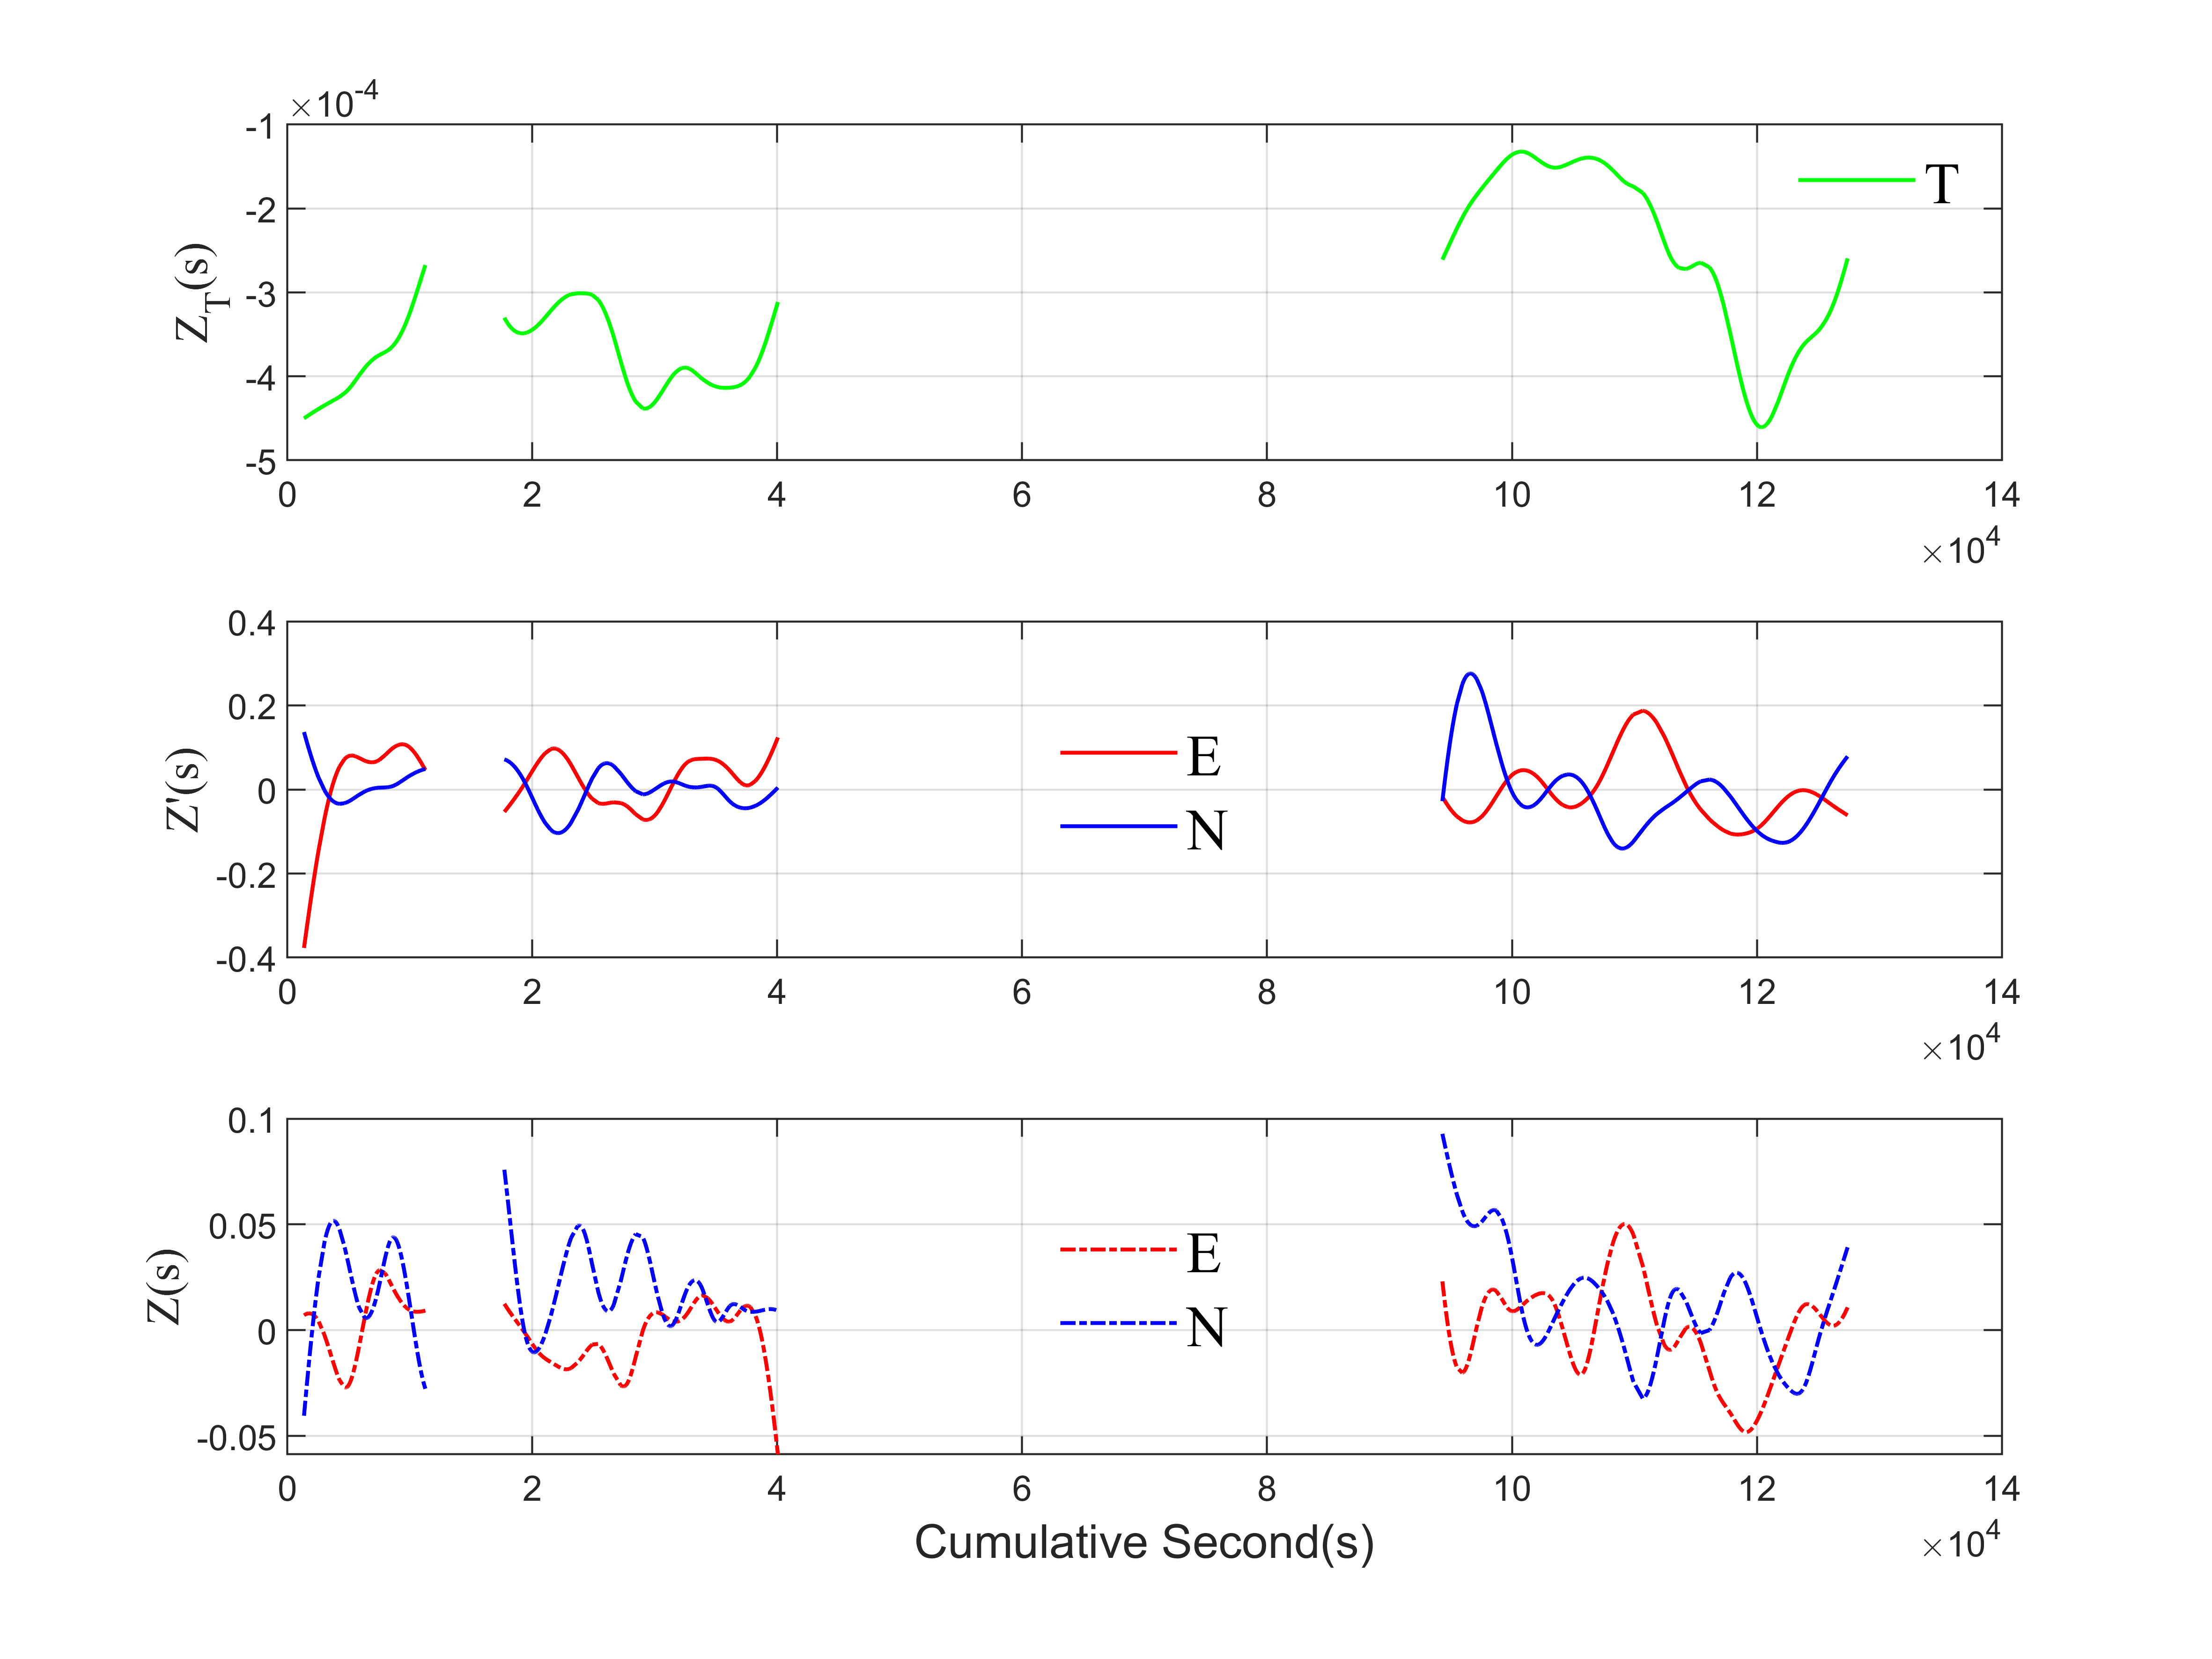 ×10^-4
-1
-2
-3
-4
-5
Z_T(s)
T
0 2 4 6 8 10 12 14
×10^4
0.4
0.2
0
-0.2
-0.4
Z'(s)
E
N
0 2 4 6 8 10 12 14
×10^4
0.1
0.05
0
-0.05
Z(s)
E
N
0 2 4 6 8 10 12 14
Cumulative Second(s)
×10^4